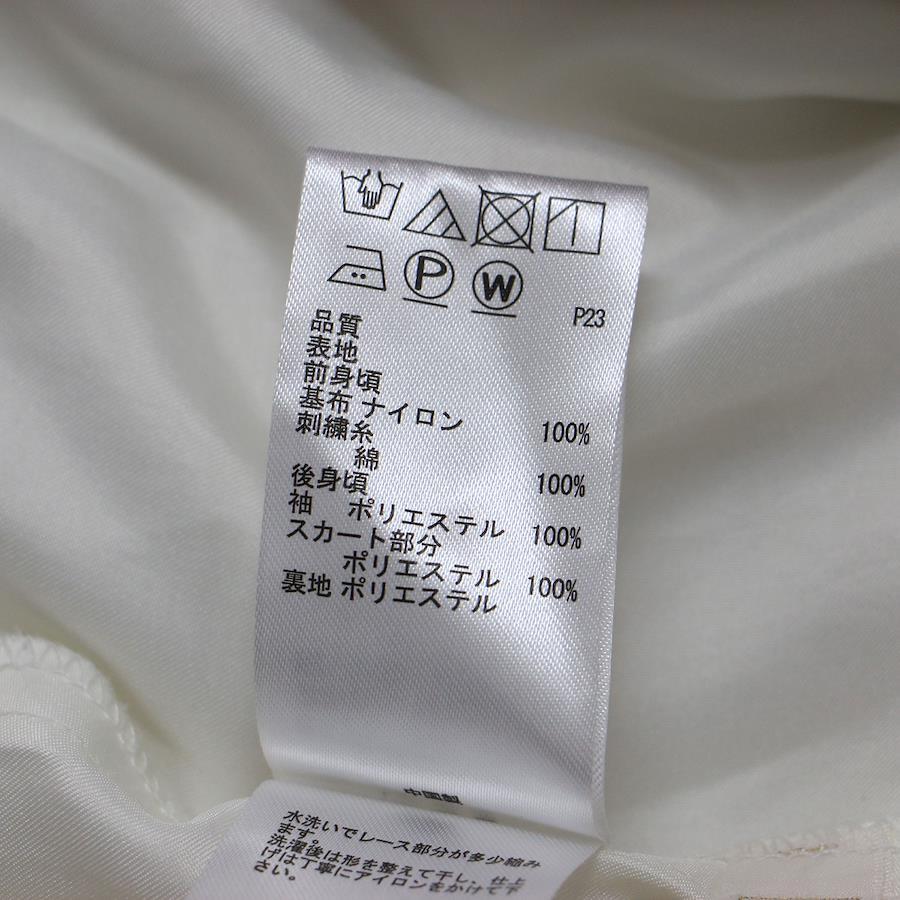 P W
P23
品質
表地
前身頃
基布 ナイロン 100%
刺繍糸
綿 100%
後身頃
袖 ポリエステル 100%
スカート部分
ポリエステル 100%
裏地 ポリエステル
中国製
水洗いでレース部分が多少縮み
ます。
洗濯後は形を整えて干し、仕上
げは丁寧にアイロンをかけて下
さい。